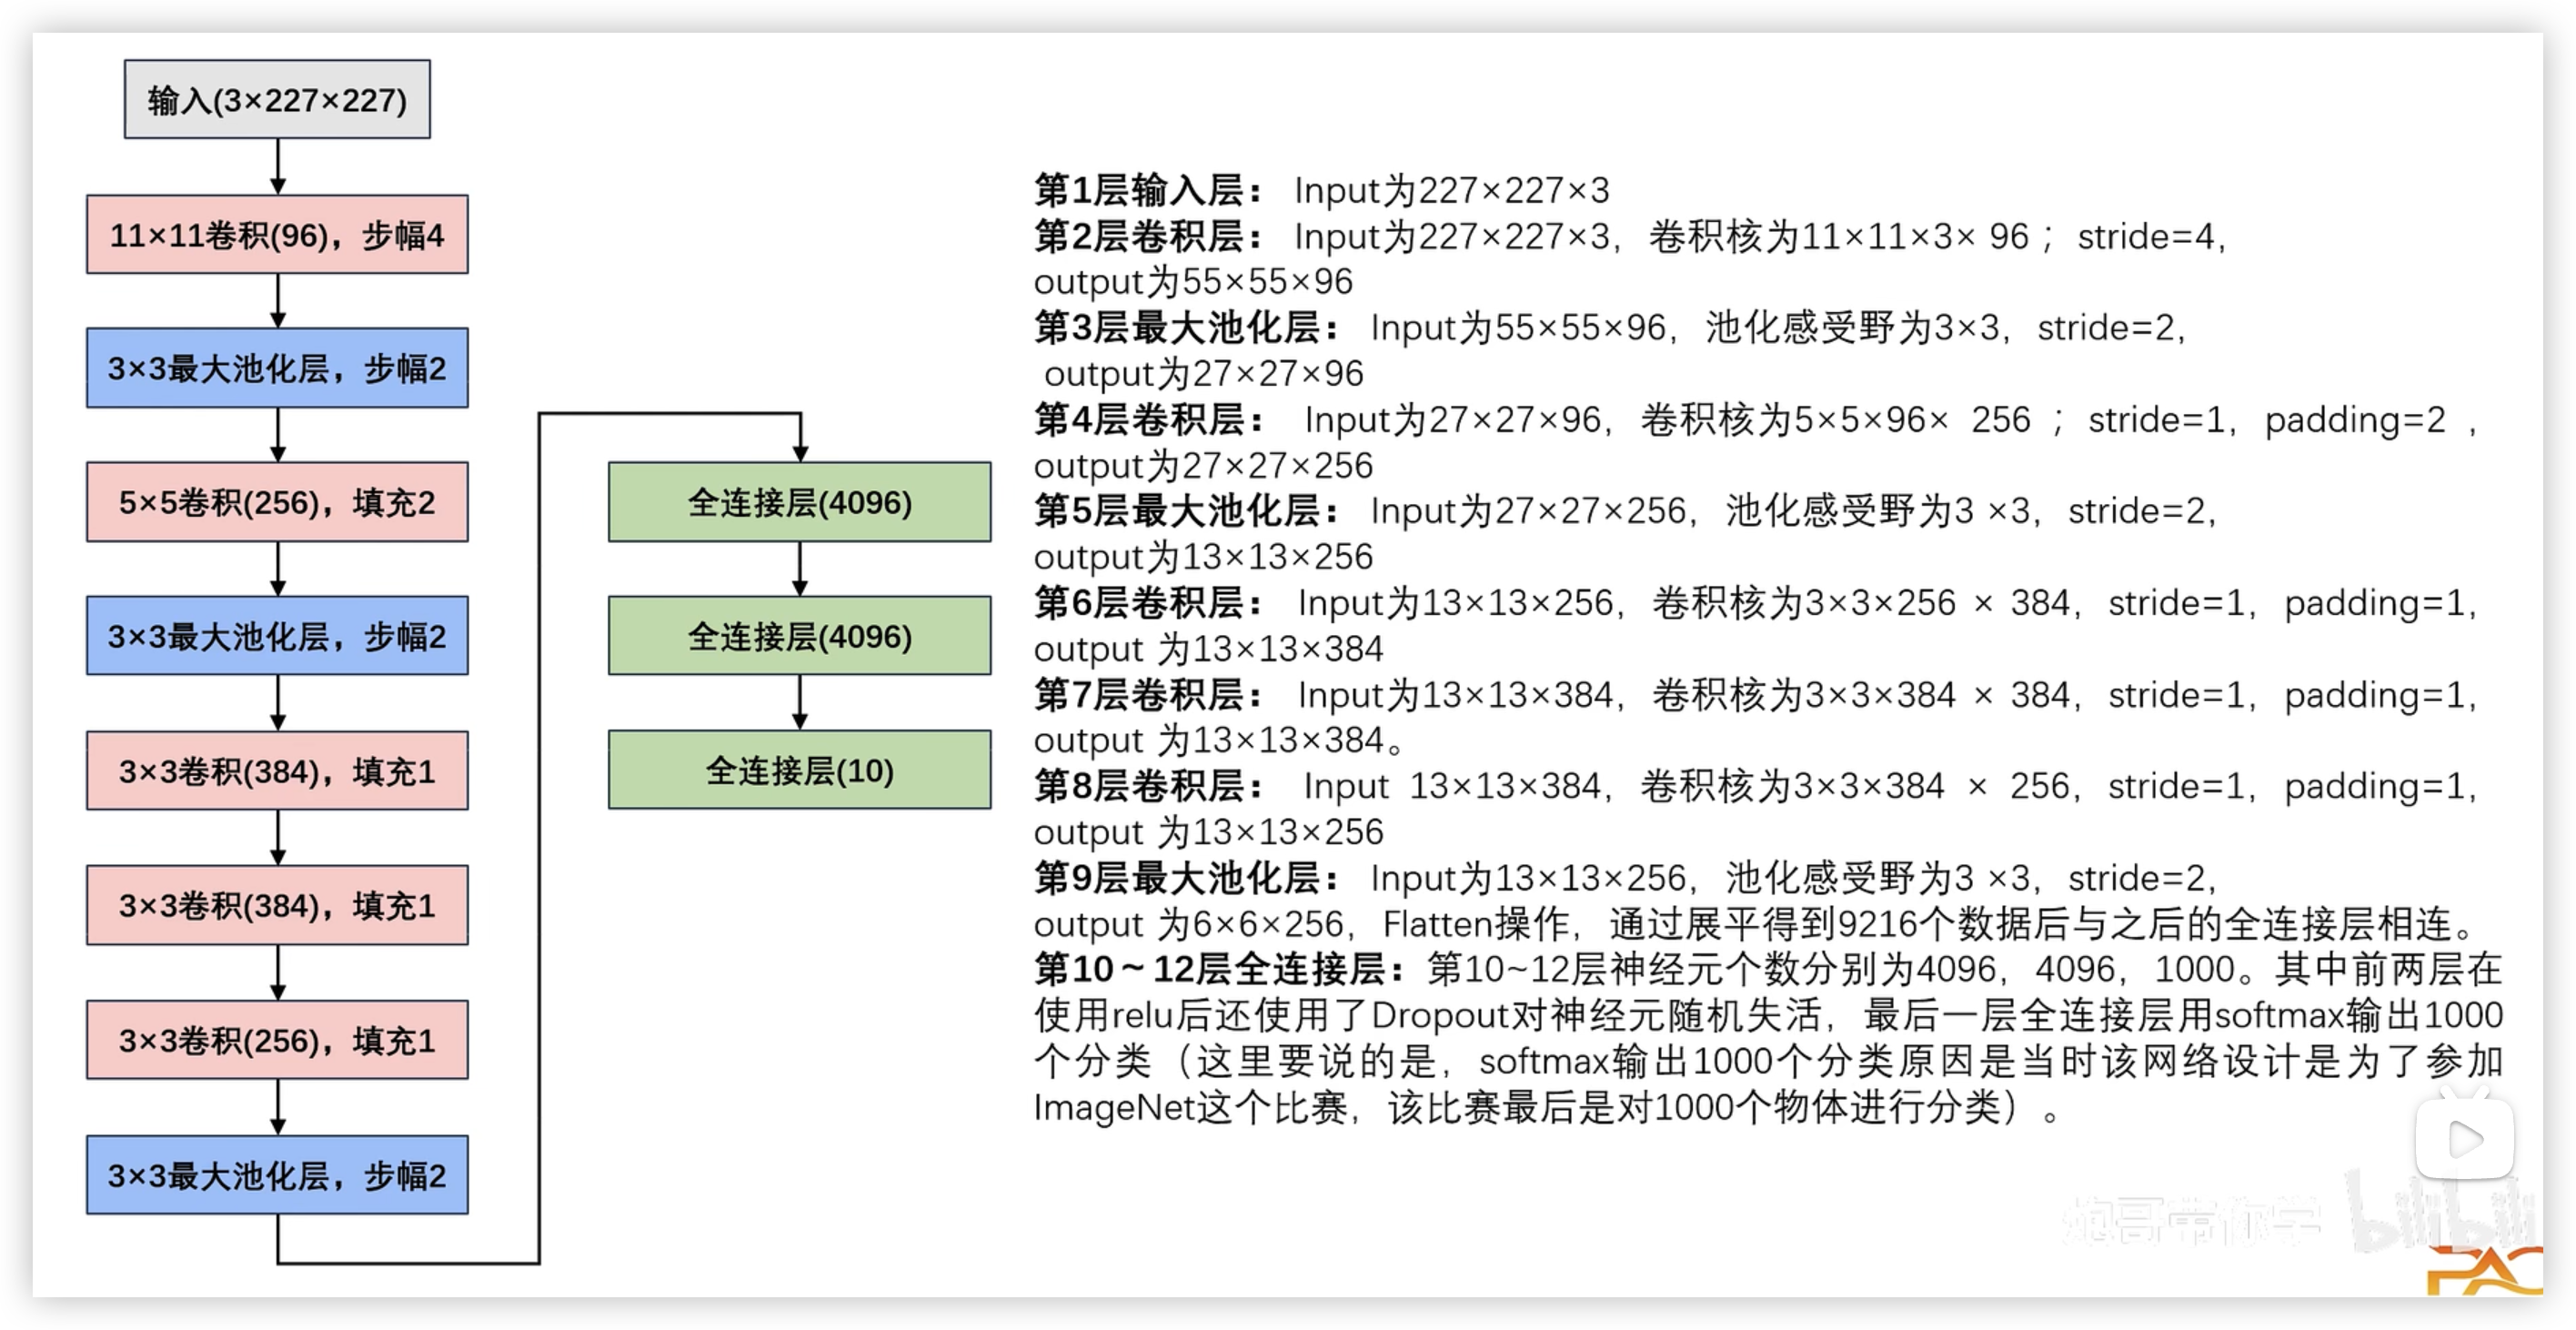 输入(3×227×227)
11×11卷积(96)，步幅4
3×3最大池化层，步幅2
5×5卷积(256)，填充2
3×3最大池化层，步幅2
3×3卷积(384)，填充1
3×3卷积(384)，填充1
3×3卷积(256)，填充1
3×3最大池化层，步幅2
全连接层(4096)
全连接层(4096)
全连接层(10)
第1层输入层： Input为227×227×3
第2层卷积层： Input为227×227×3，卷积核为11×11×3× 96； stride=4，
output为55×55×96
第3层最大池化层： Input为55×55×96，池化感受野为3×3，stride=2，
output为27×27×96
第4层卷积层： Input为27×27×96，卷积核为5×5×96× 256 ；stride=1，padding=2 ，
output为27×27×256
第5层最大池化层： Input为27×27×256，池化感受野为3 ×3，stride=2，
output为13×13×256
第6层卷积层： Input为13×13×256，卷积核为3×3×256 × 384，stride=1，padding=1，
output 为13×13×384
第7层卷积层： Input为13×13×384，卷积核为3×3×384 × 384，stride=1，padding=1，
output 为13×13×384。
第8层卷积层： Input 13×13×384，卷积核为3×3×384 × 256，stride=1，padding=1，
output 为13×13×256
第9层最大池化层： Input为13×13×256，池化感受野为3 ×3，stride=2，
output 为6×6×256，Flatten操作，通过展平得到9216个数据后与之后的全连接层相连。
第10～12层全连接层：第10~12层神经元个数分别为4096，4096，1000。其中前两层在
使用relu后还使用了Dropout对神经元随机失活，最后一层全连接层用softmax输出1000
个分类（这里要说的是，softmax输出1000个分类原因是当时该网络设计是为了参加
ImageNet这个比赛，该比赛最后是对1000个物体进行分类）。
炮哥带你学
bilibili